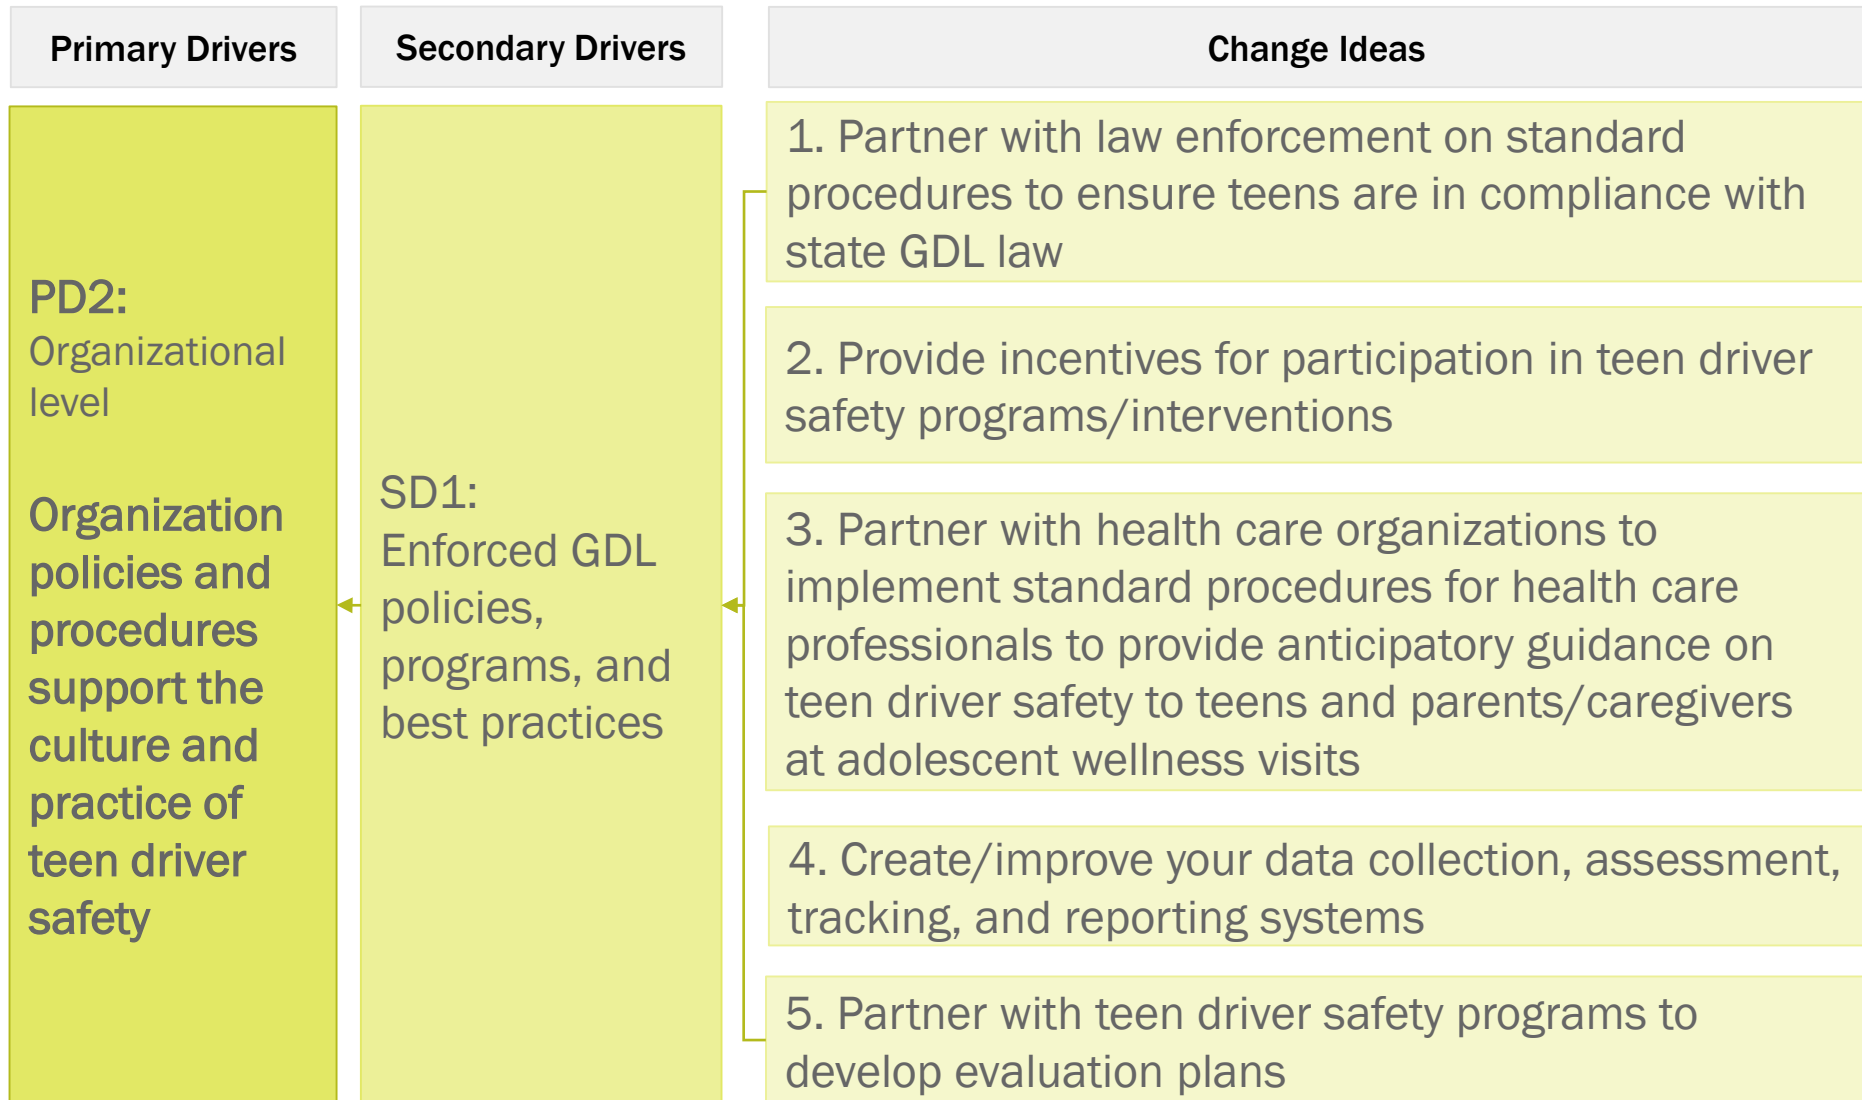 Primary Drivers
Secondary Drivers
Change Ideas
PD2:
Organizational
level
Organization
policies and
procedures
support the
culture and
practice of
teen driver
safety
SD1:
Enforced GDL
policies,
programs, and
best practices
1. Partner with law enforcement on standard
procedures to ensure teens are in compliance with
state GDL law
2. Provide incentives for participation in teen driver
safety programs/interventions
3. Partner with health care organizations to
implement standard procedures for health care
professionals to provide anticipatory guidance on
teen driver safety to teens and parents/caregivers
at adolescent wellness visits
4. Create/improve your data collection, assessment,
tracking, and reporting systems
5. Partner with teen driver safety programs to
develop evaluation plans